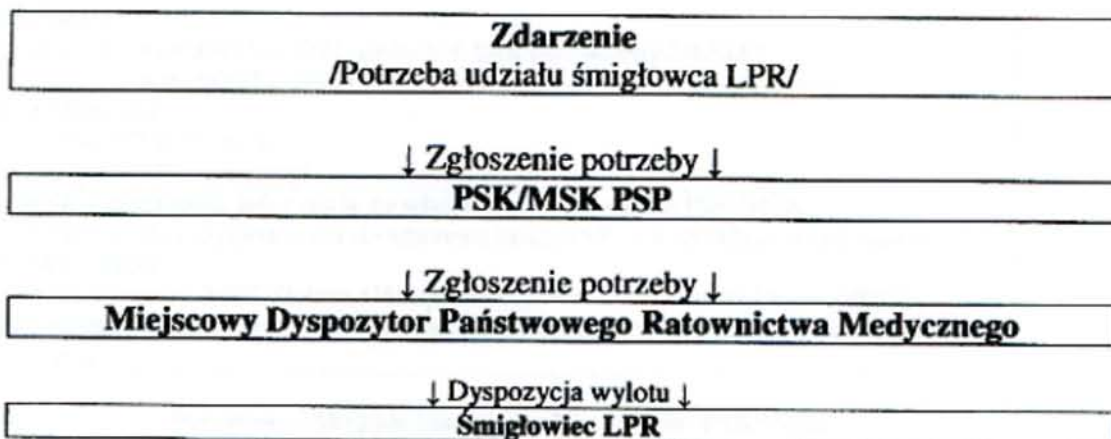 Zdarzenie
/Potrzeba udziału śmigłowca LPR/
↓ Zgłoszenie potrzeby ↓
PSK/MSK PSP
↓ Zgłoszenie potrzeby ↓
Miejscowy Dyspozytor Państwowego Ratownictwa Medycznego
↓ Dyspozycja wylotu ↓
Śmigłowiec LPR